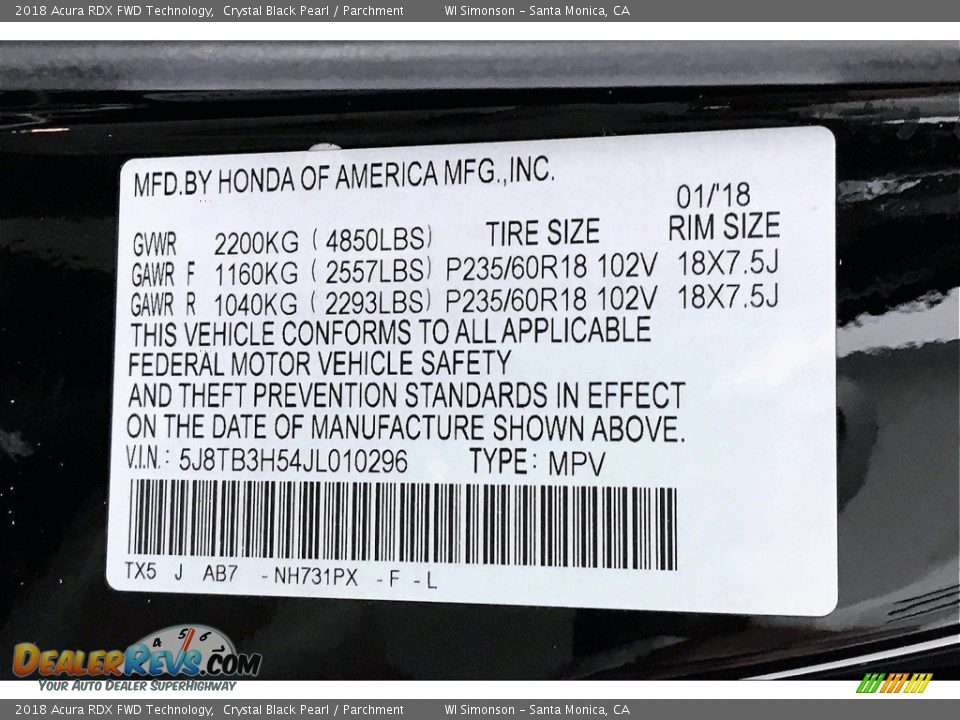 2018 Acura RDX FWD Technology, Crystal Black Pearl / Parchment WI Simonson - Santa Monica, CA
MFD.BY HONDA OF AMERICA MFG.,INC.
01/'18
GVWR 2200KG ( 4850LBS) TIRE SIZE RIM SIZE
GAWR F 1160KG ( 2557LBS) P235/60R18 102V 18X7.5J
GAWR R 1040KG ( 2293LBS) P235/60R18 102V 18X7.5J
THIS VEHICLE CONFORMS TO ALL APPLICABLE
FEDERAL MOTOR VEHICLE SAFETY
AND THEFT PREVENTION STANDARDS IN EFFECT
ON THE DATE OF MANUFACTURE SHOWN ABOVE.
V.I.N.: 5J8TB3H54JL010296 TYPE: MPV
TX5 J AB7 - NH731PX - F - L
4 5 6
DEALERREVS.COM
YOUR AUTO DEALER SUPERHIGHWAY
2018 Acura RDX FWD Technology, Crystal Black Pearl / Parchment WI Simonson - Santa Monica, CA